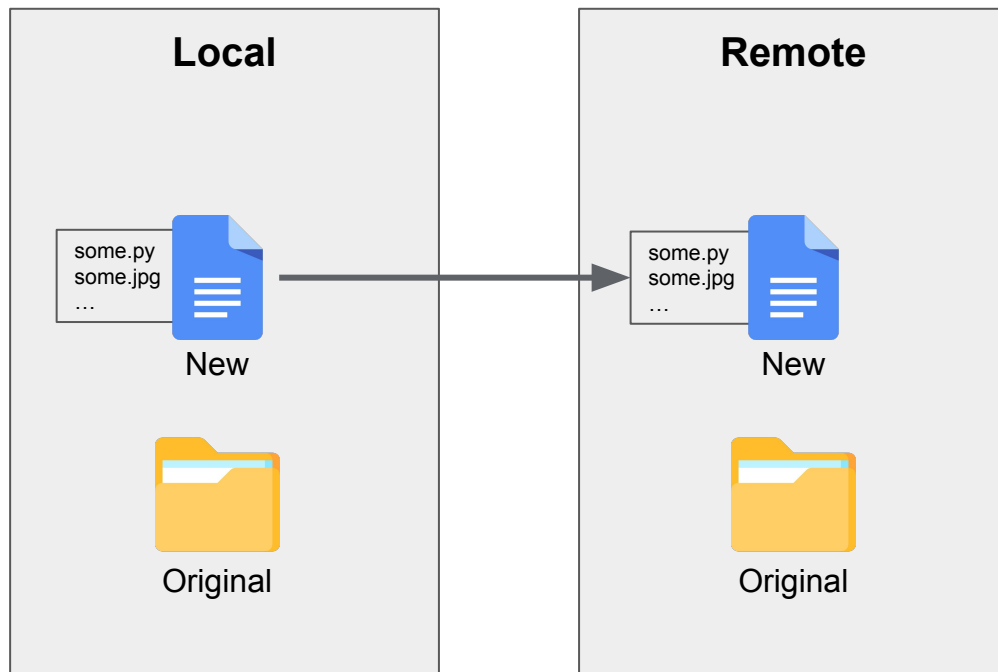 Local
some.py
some.jpg
…
New
Original
Remote
some.py
some.jpg
…
New
Original